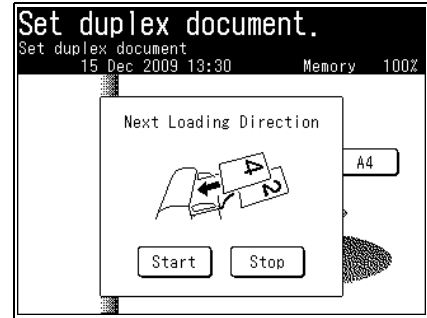 Set duplex document.
Set duplex document
15 Dec 2009 13:30 Memory 100%
Next Loading Direction
A4
4
2
Start Stop